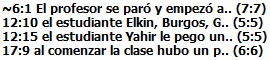 ~6:1 El profesor se paró y empezó a.. (7:7)
12:10 el estudiante Elkin, Burgos, G.. (5:5)
12:15 el estudiante Yahir le pego un.. (5:5)
17:9 al comenzar la clase hubo un p.. (6:6)